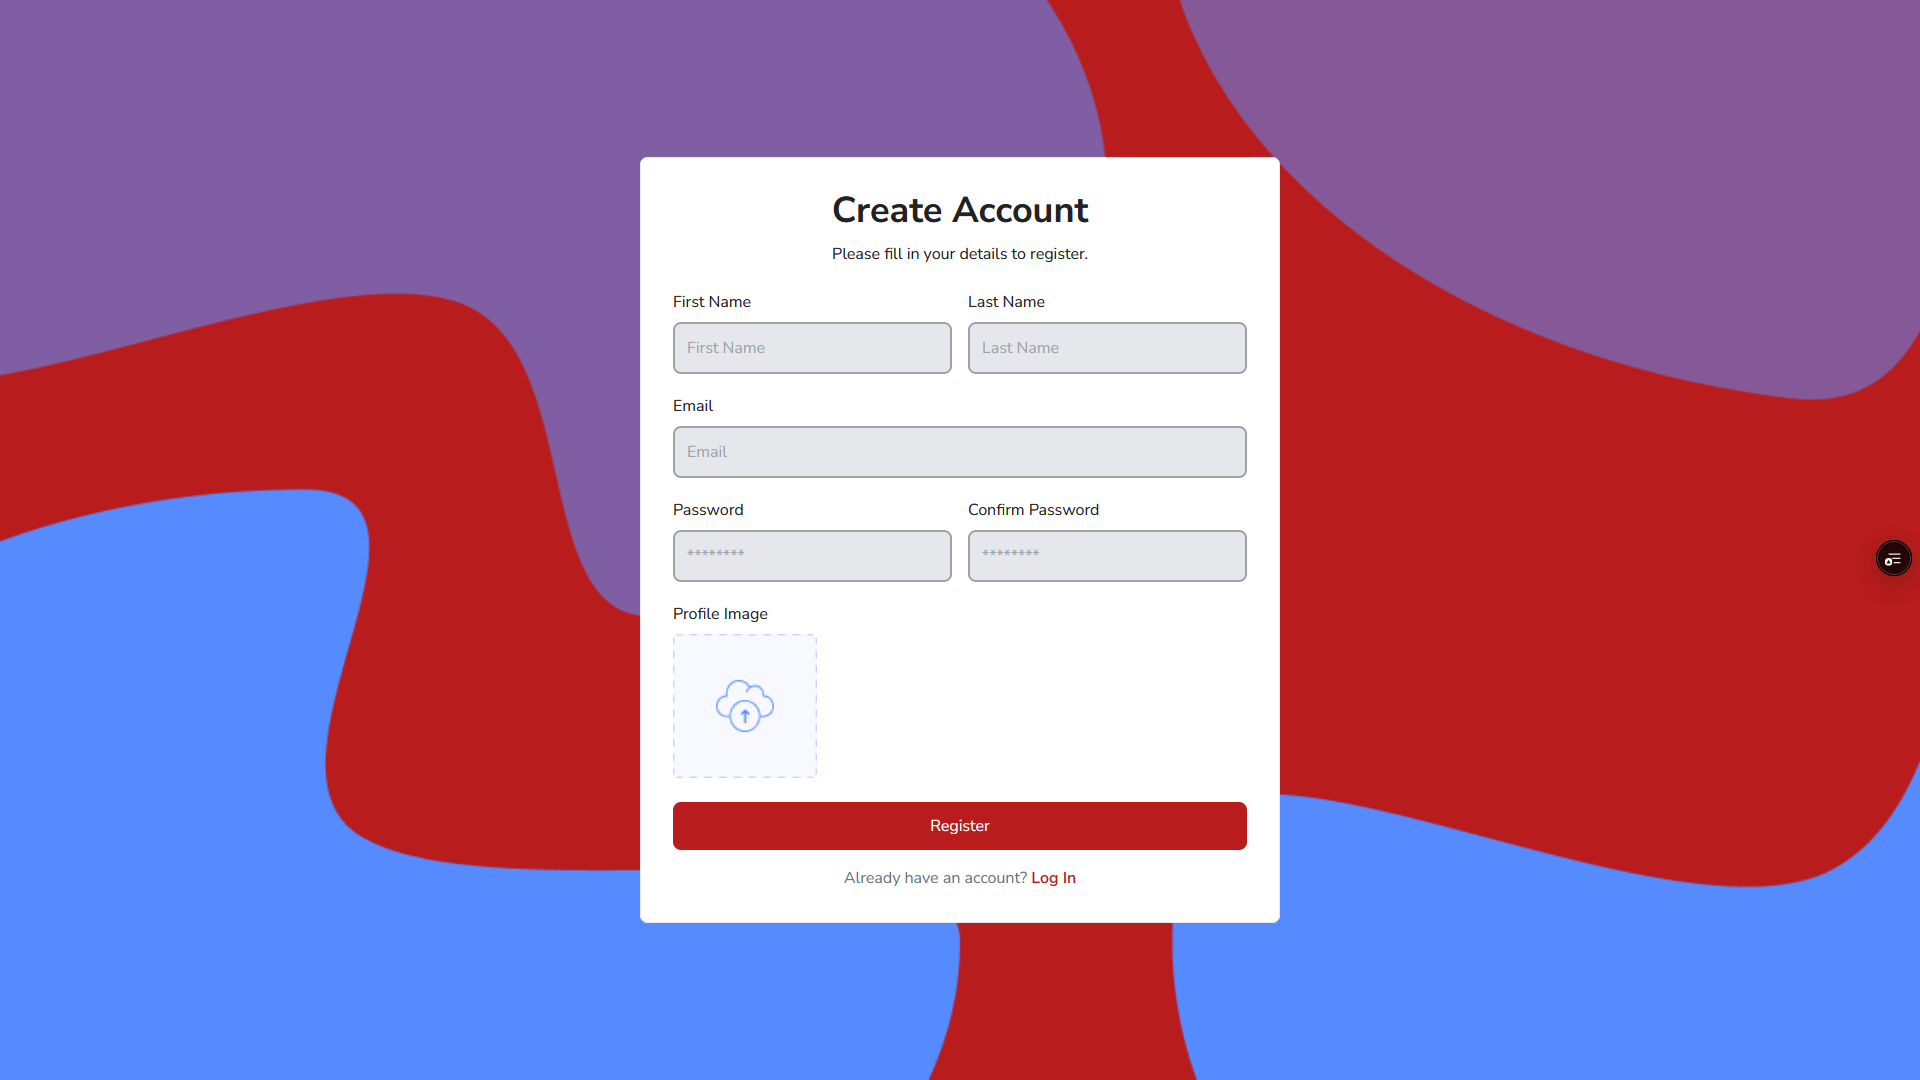 Create Account
Please fill in your details to register.
First Name Last Name
First Name Last Name
Email
Email
Password Confirm Password
******** ********
Profile Image
Register
Already have an account? Log In